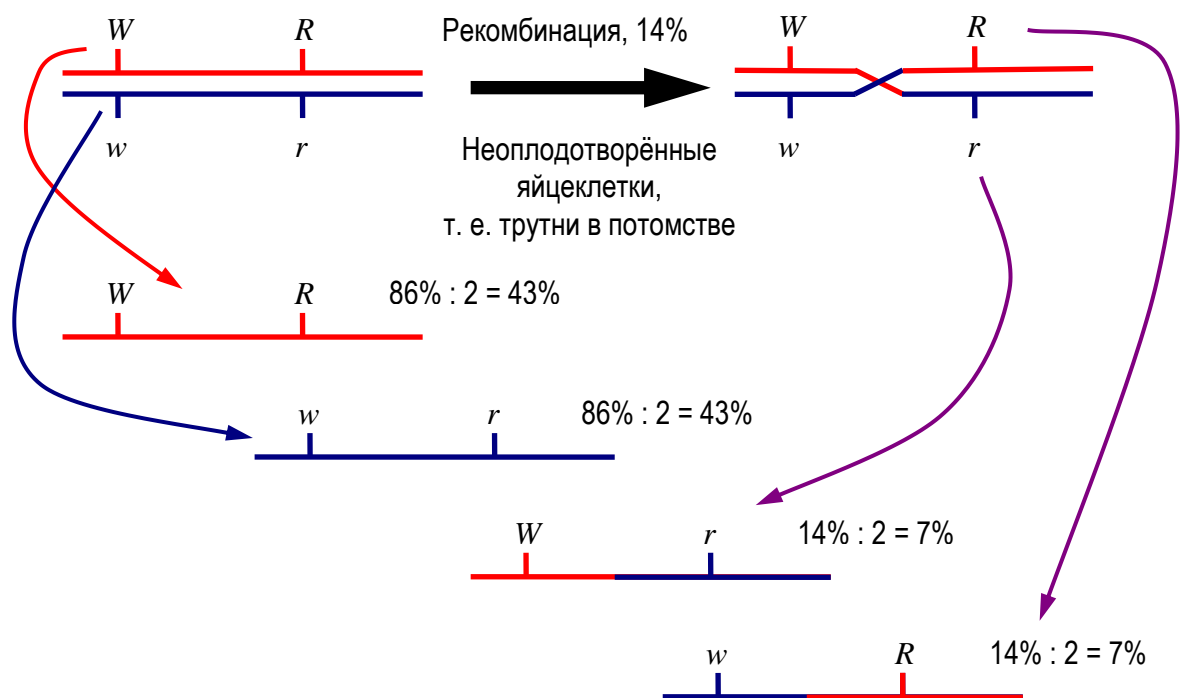 W R Рекомбинация, 14% W R
w r Неоплодотворённые w r
яйцеклетки,
т. е. трутни в потомстве
W R 86% : 2 = 43%
w r 86% : 2 = 43%
W r 14% : 2 = 7%
w R 14% : 2 = 7%